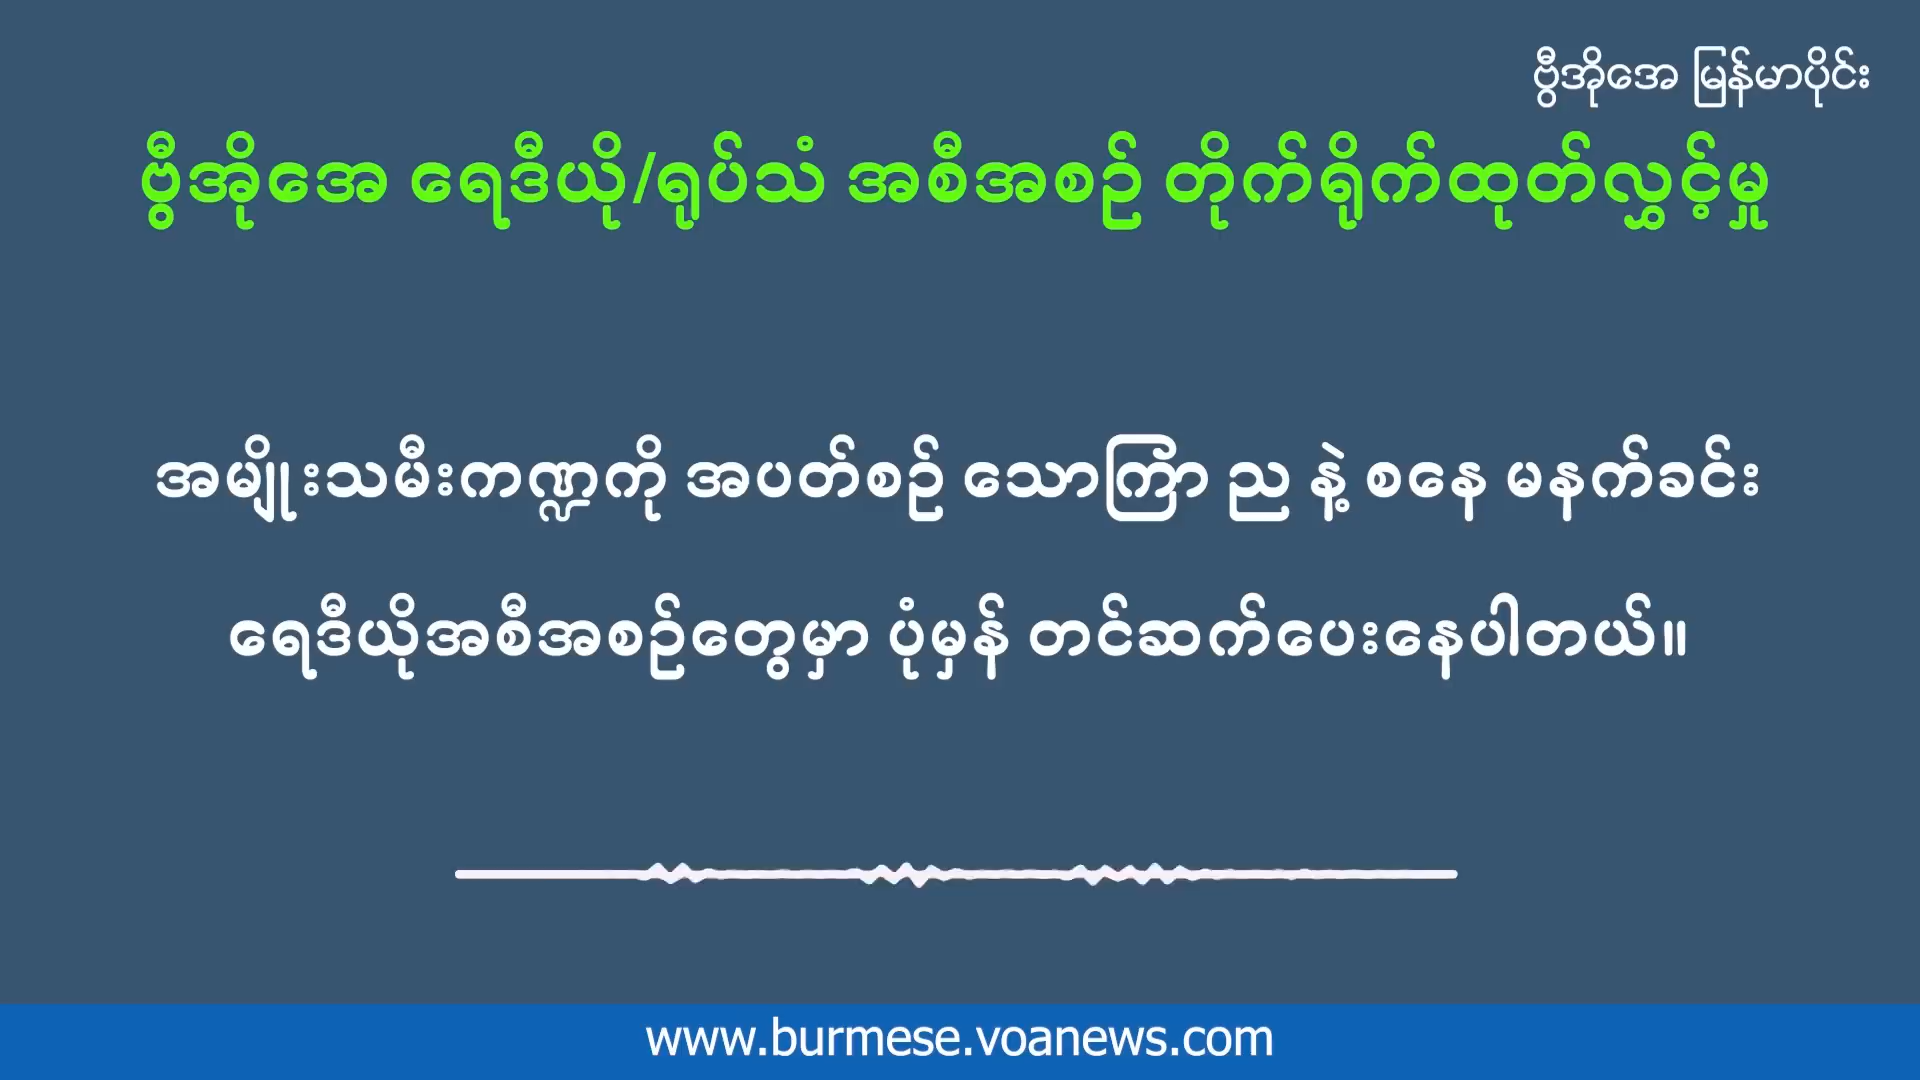 ဗွီအိုအေ မြန်မာပိုင်း
ဗွီအိုအေ ရေဒီယို/ရုပ်သံ အစီအစဉ် တိုက်ရိုက်ထုတ်လွှင့်မှု
အမျိုးသမီးကဏ္ဍကို အပတ်စဉ် သောကြာ ည နဲ့ စနေ မနက်ခင်း
ရေဒီယိုအစီအစဉ်တွေမှာ ပုံမှန် တင်ဆက်ပေးနေပါတယ်။
www.burmese.voanews.com